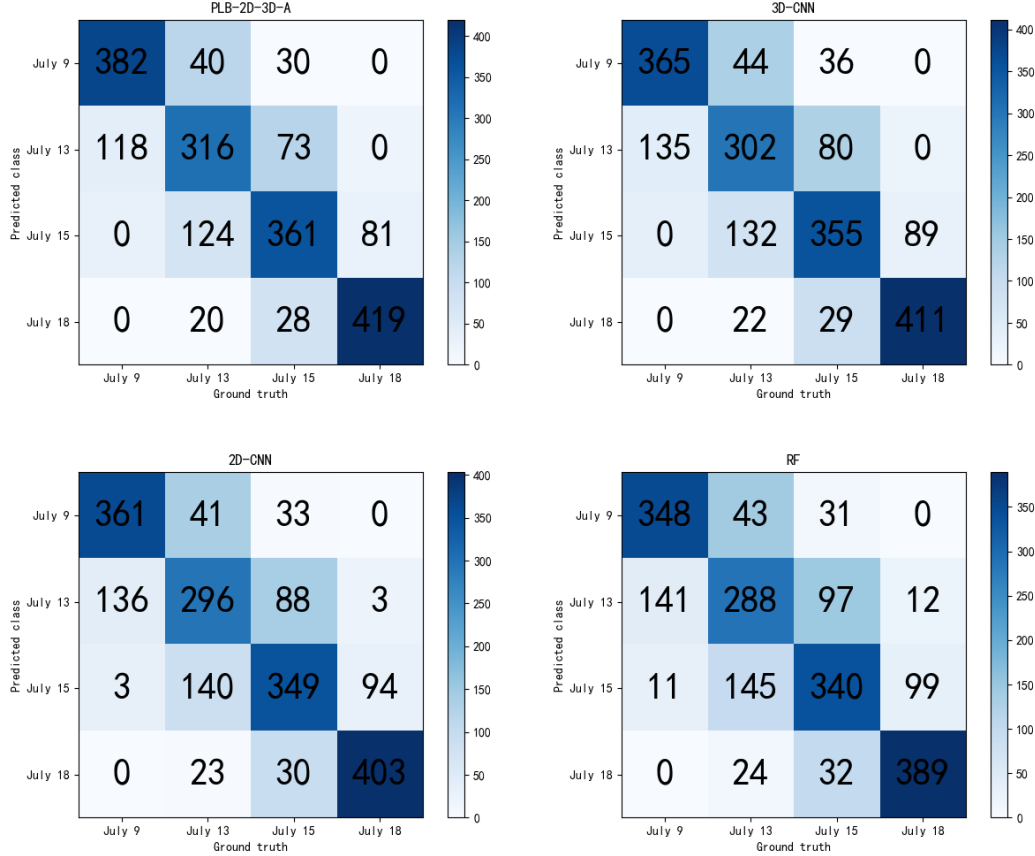 PLB-2D-3D-A
July 9
382 40 30 0
July 13
118 316 73 0
July 15
0 124 361 81
July 18
0 20 28 419
July 9 July 13 July 15 July 18
Ground truth
Predicted class
400
350
300
250
200
150
100
50
0
3D-CNN
July 9
365 44 36 0
July 13
135 302 80 0
July 15
0 132 355 89
July 18
0 22 29 411
July 9 July 13 July 15 July 18
Ground truth
Predicted class
400
350
300
250
200
150
100
50
0
2D-CNN
July 9
361 41 33 0
July 13
136 296 88 3
July 15
3 140 349 94
July 18
0 23 30 403
July 9 July 13 July 15 July 18
Ground truth
Predicted class
400
350
300
250
200
150
100
50
0
RF
July 9
348 43 31 0
July 13
141 288 97 12
July 15
11 145 340 99
July 18
0 24 32 389
July 9 July 13 July 15 July 18
Ground truth
Predicted class
350
300
250
200
150
100
50
0